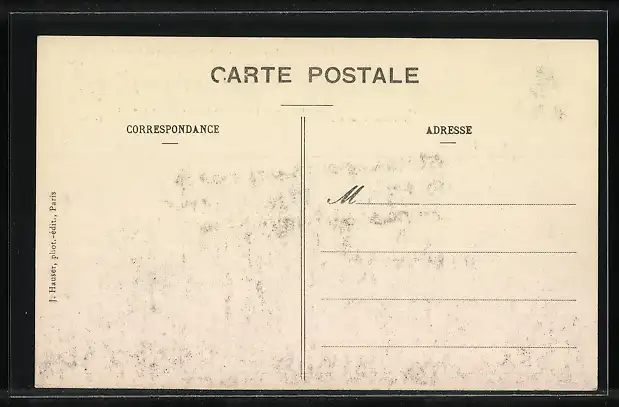 CARTE POSTALE
CORRESPONDANCE
ADRESSE
M
J. Hauser, phot.-édit., Paris